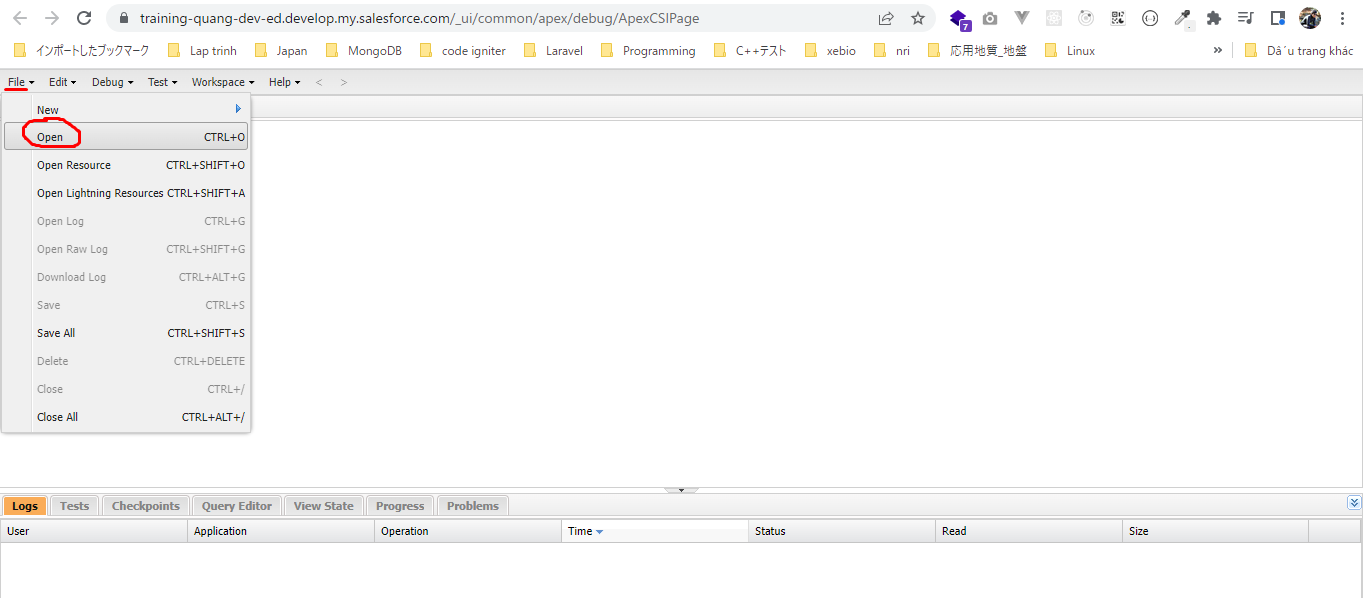 training-quang-dev-ed.develop.my.salesforce.com/_ui/common/apex/debug/ApexCSIPage
7
インポートしたブックマーク Lap trinh Japan MongoDB code igniter Laravel Programming C++テスト xebio nri 応用地質_地盤 Linux » Dấu trang khác
File Edit Debug Test Workspace Help < >
New
Open CTRL+O
Open Resource CTRL+SHIFT+O
Open Lightning Resources CTRL+SHIFT+A
Open Log CTRL+G
Open Raw Log CTRL+SHIFT+G
Download Log CTRL+ALT+G
Save CTRL+S
Save All CTRL+SHIFT+S
Delete CTRL+DELETE
Close CTRL+/
Close All CTRL+ALT+/
Logs Tests Checkpoints Query Editor View State Progress Problems
User Application Operation Time Status Read Size